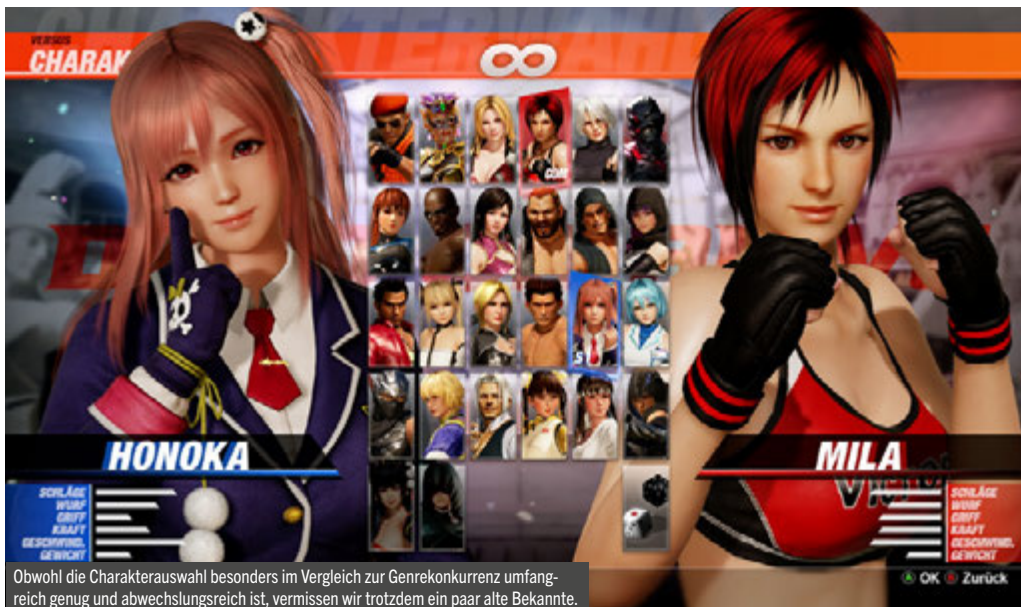 VERSUS
CHARAK
∞
COM
S
HONOKA
MILA
SCHLÄGE
WURF
GRIFF
KRAFT
GESCHWIND.
GEWICHT
SCHLÄGE
WURF
GRIFF
KRAFT
GESCHWIND.
GEWICHT
A OK B Zurück
Obwohl die Charakterauswahl besonders im Vergleich zur Genrekonkurrenz umfang-
reich genug und abwechslungsreich ist, vermissen wir trotzdem ein paar alte Bekannte.